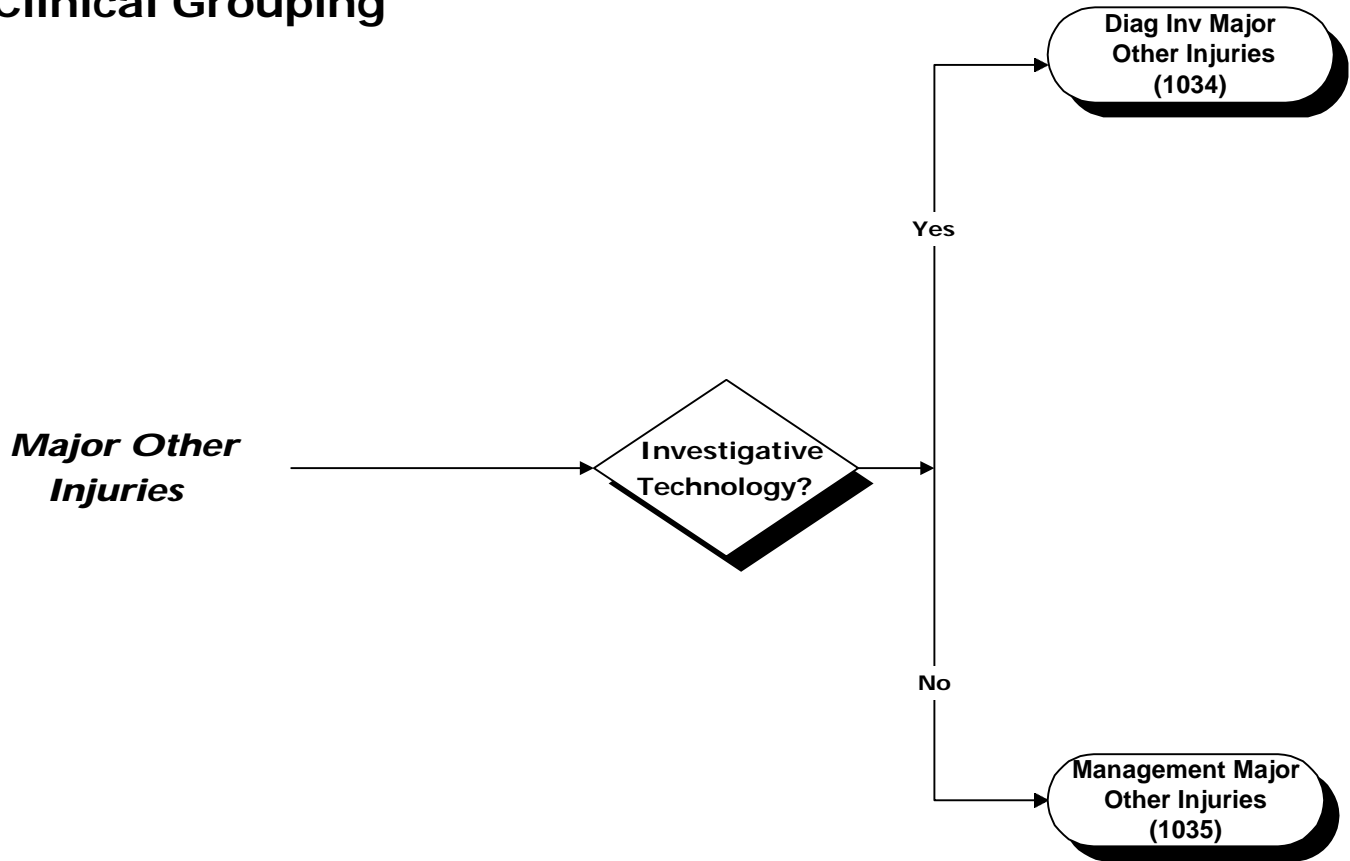 Clinical Grouping
Diag Inv Major
Other Injuries
(1034)
Yes
Major Other
Injuries
Investigative
Technology?
No
Management Major
Other Injuries
(1035)